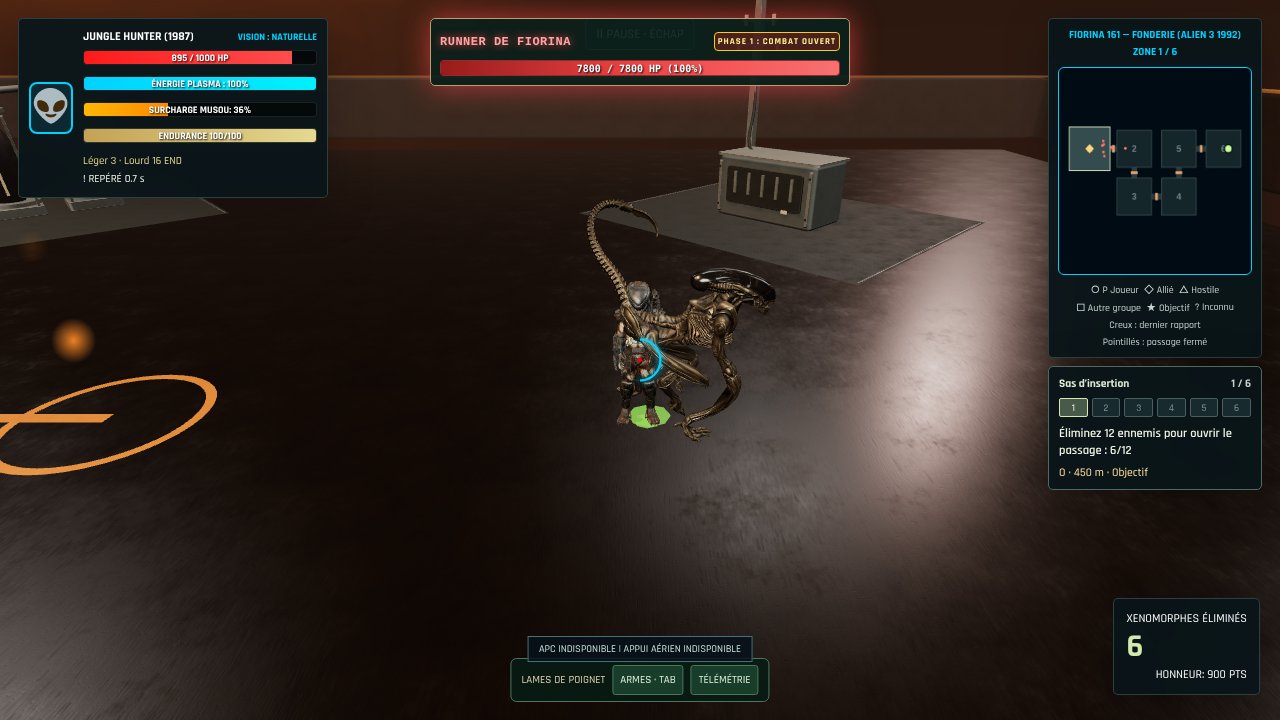 JUNGLE HUNTER (1987)
VISION : NATURELLE
895 / 1000 HP
ÉNERGIE PLASMA : 100%
SURCHARGE MUSOU: 36%
ENDURANCE 100/100
Léger 3 · Lourd 16 END
! REPÉRÉ 0.7 s
II PAUSE · ÉCHAP
RUNNER DE FIORINA
PHASE 1 : COMBAT OUVERT
7800 / 7800 HP (100%)
FIORINA 161 — FONDERIE (ALIEN 3 1992)
ZONE 1 / 6
2
5
6
3
4
P Joueur
Allié
Hostile
Autre groupe
Objectif
? Inconnu
Creux : dernier rapport
Pointillés : passage fermé
Sas d'insertion
1 / 6
1 2 3 4 5 6
Éliminez 12 ennemis pour ouvrir le
passage : 6/12
O · 450 m · Objectif
APC INDISPONIBLE | APPUI AÉRIEN INDISPONIBLE
LAMES DE POIGNET
ARMES · TAB
TÉLÉMÉTRIE
XENOMORPHES ÉLIMINÉS
6
HONNEUR: 900 PTS